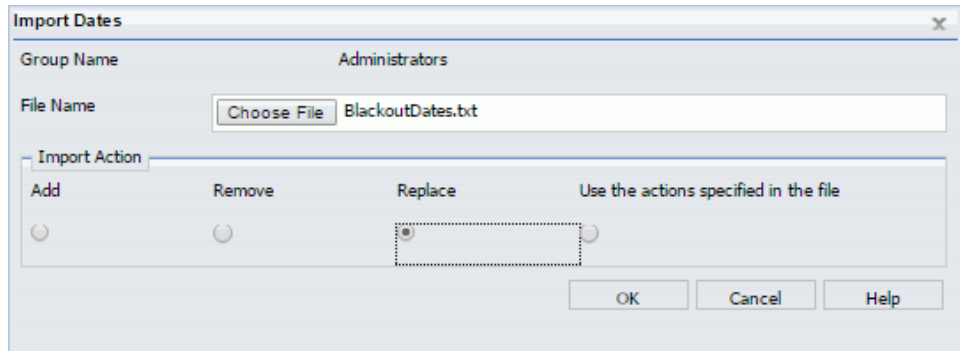 Import Dates
Group Name Administrators
File Name Choose File BlackoutDates.txt
Import Action
Add Remove Replace Use the actions specified in the file
OK Cancel Help